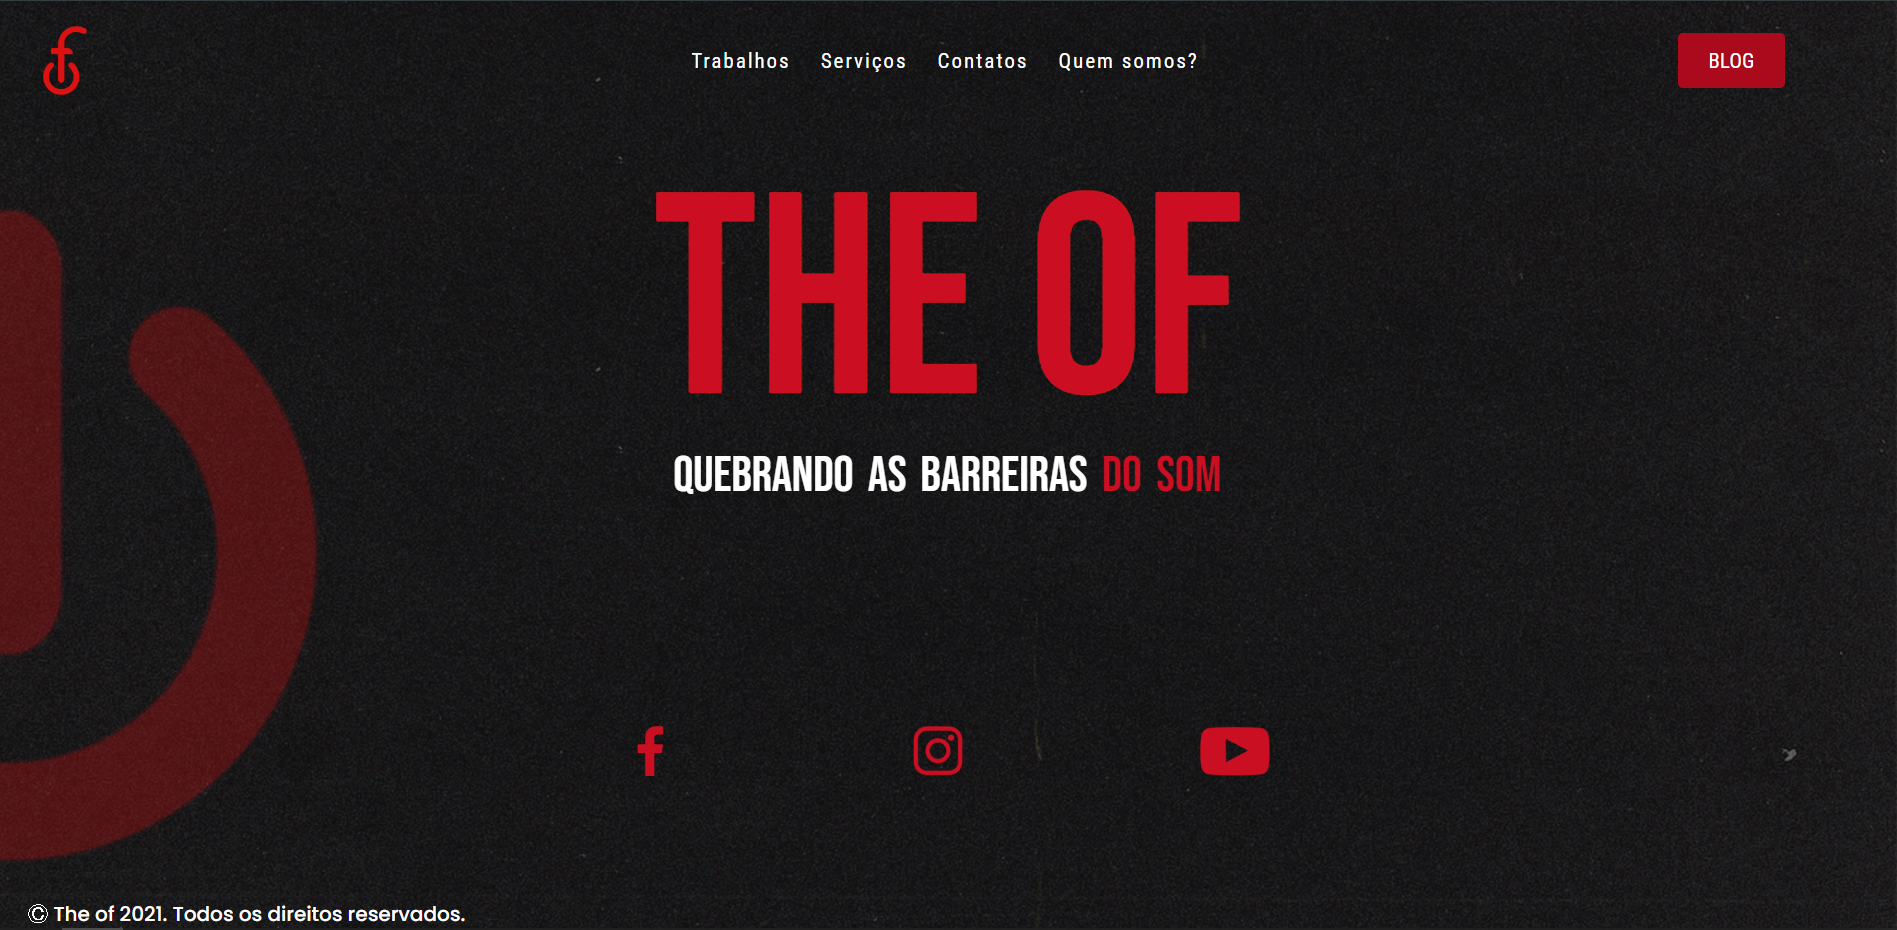 Trabalhos Serviços Contatos Quem somos? BLOG
THE OF
QUEBRANDO AS BARREIRAS DO SOM
© The of 2021. Todos os direitos reservados.